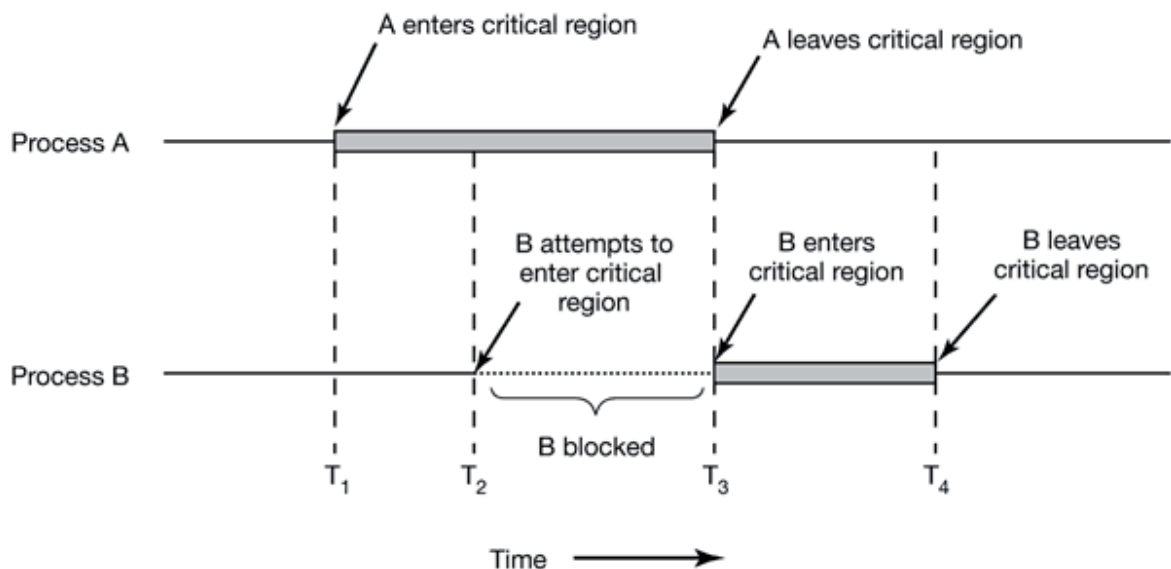 A enters critical region
A leaves critical region
Process A
B attempts to
enter critical
region
B enters
critical region
B leaves
critical region
Process B
B blocked
T1
T2
T3
T4
Time